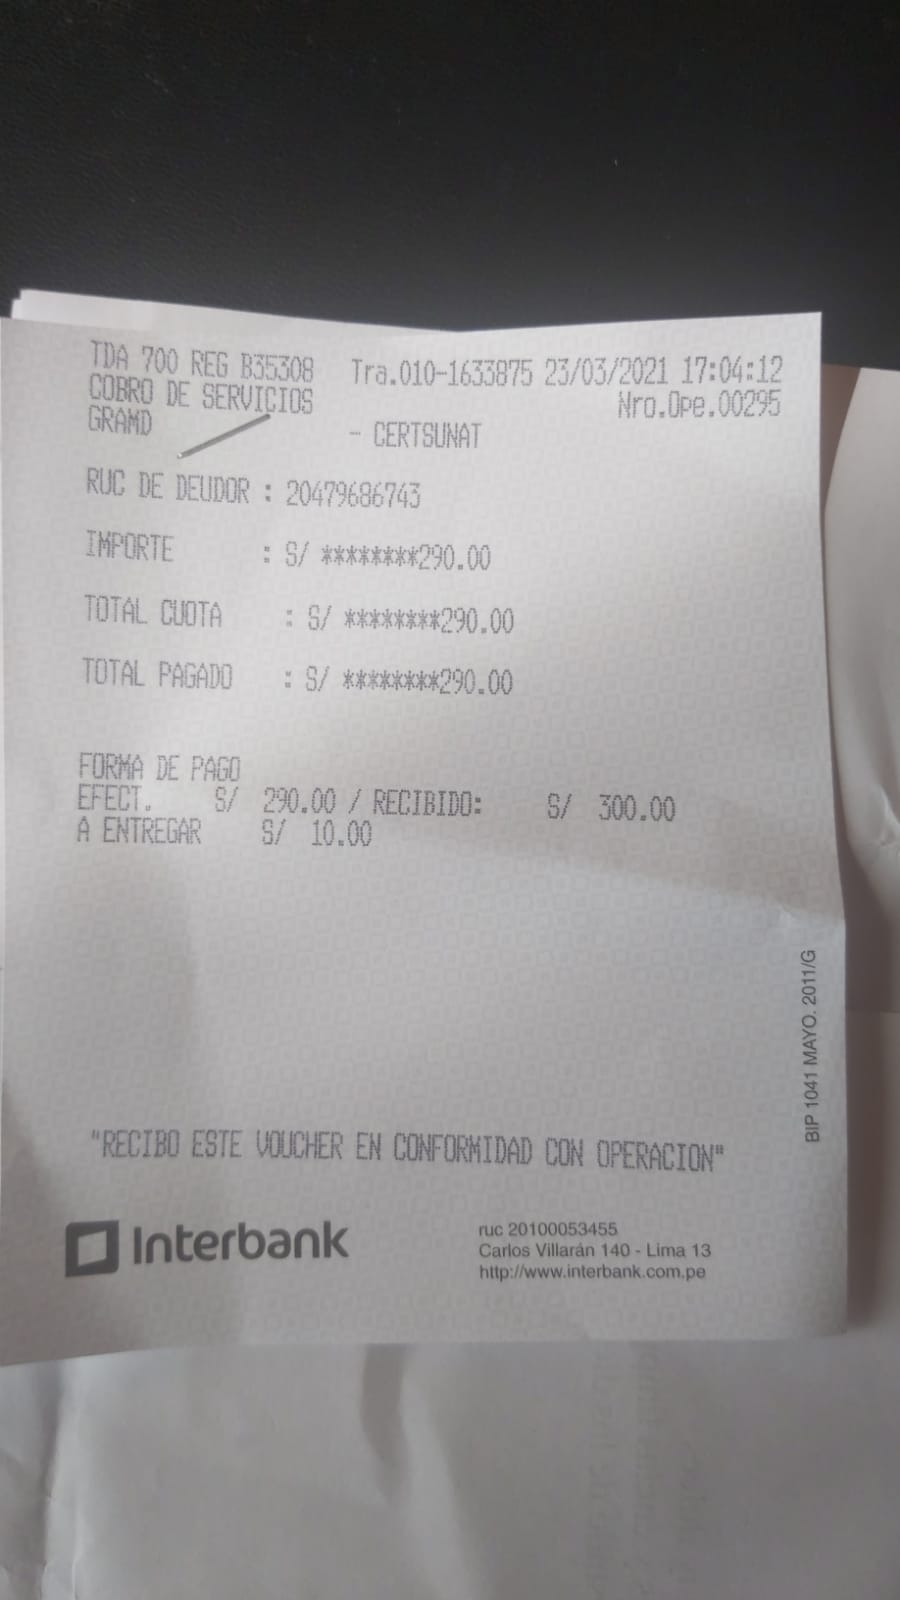 TDA 700 REG B35308 Tra.010-1633875 23/03/2021 17:04:12
COBRO DE SERVICIOS Nro.Ope.00295
GRAMD - CERTSUNAT
RUC DE DEUDOR : 20479686743
IMPORTE : S/ ********290.00
TOTAL CUOTA : S/ ********290.00
TOTAL PAGADO : S/ ********290.00
FORMA DE PAGO
EFECT. S/ 290.00 / RECIBIDO: S/ 300.00
A ENTREGAR S/ 10.00
BIP 1041 MAYO. 2011/G
"RECIBO ESTE VOUCHER EN CONFORMIDAD CON OPERACION"
Interbank
ruc 20100053455
Carlos Villarán 140 - Lima 13
http://www.interbank.com.pe